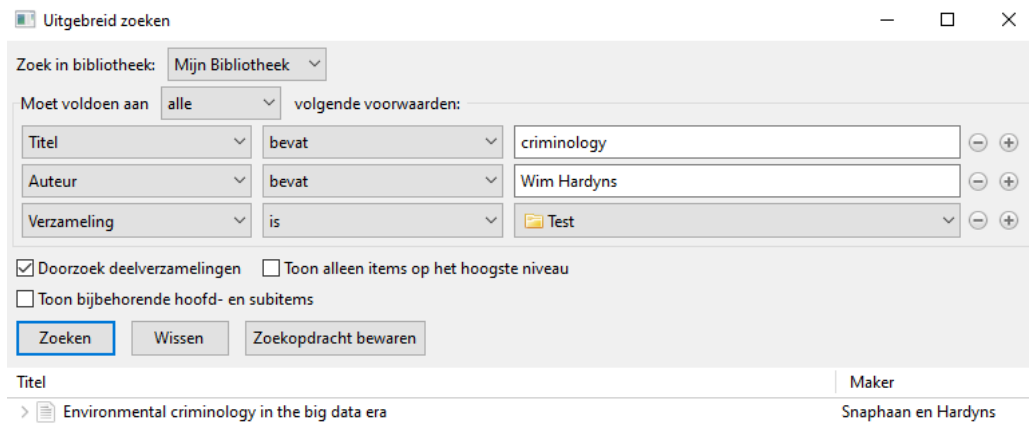 Uitgebreid zoeken
Zoek in bibliotheek: Mijn Bibliotheek
Moet voldoen aan alle volgende voorwaarden:
Titel bevat criminology
Auteur bevat Wim Hardyns
Verzameling is Test
Doorzoek deelverzamelingen Toon alleen items op het hoogste niveau
Toon bijbehorende hoofd- en subitems
Zoeken Wissen Zoekopdracht bewaren
Titel Maker
Environmental criminology in the big data era Snaphaan en Hardyns